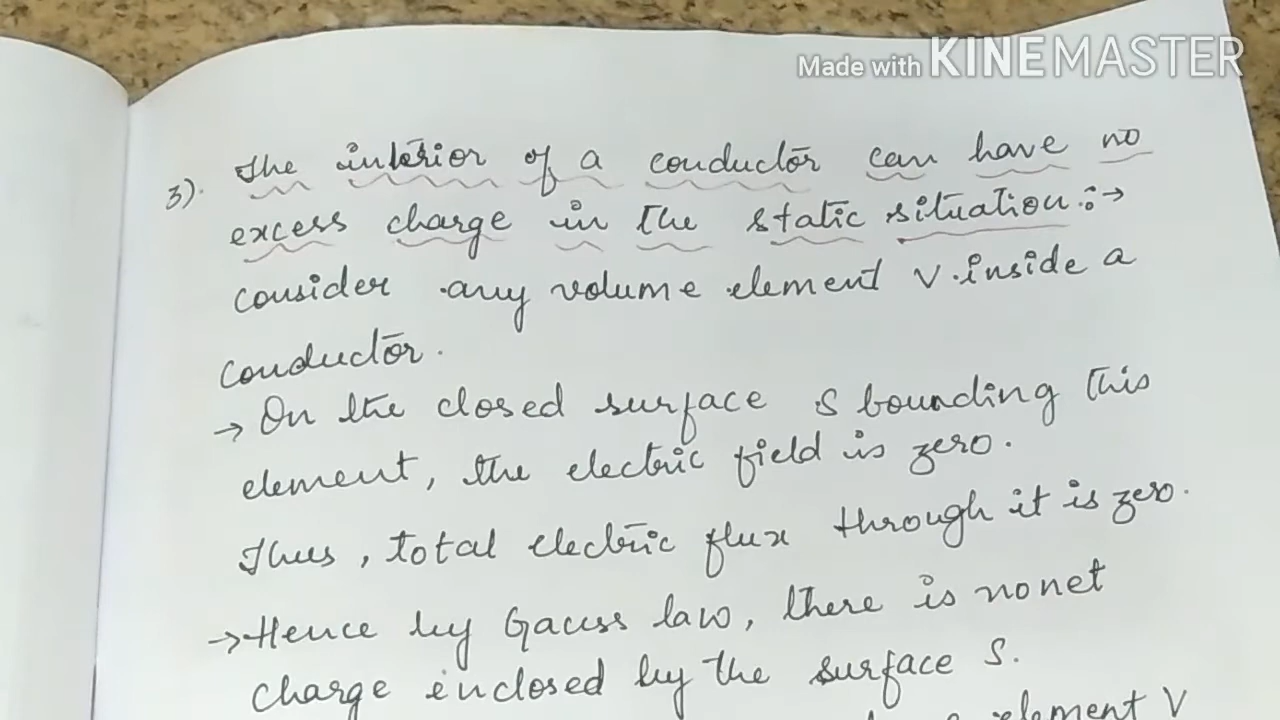 Made with KINEMASTER
3). The interior of a conductor can have no
excess charge in the static situation :→
consider any volume element V inside a
conductor.
→ On the closed surface S bounding this
element, the electric field is zero.
Thus, total electric flux through it is zero.
→ Hence by Gauss law, there is no net
charge enclosed by the surface S.
element V